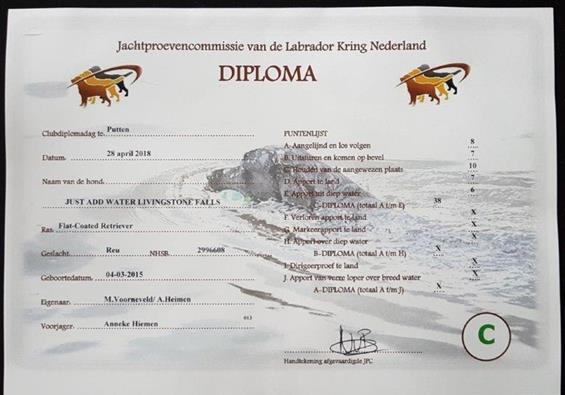 Jachtproevencommissie van de Labrador Kring Nederland
DIPLOMA
Clubdiplomadag te: Putten
Datum: 28 april 2018
Naam van de hond:
JUST ADD WATER LIVINGSTONE FALLS
Ras: Flat-Coated Retriever
Geslacht: Reu NHSB: 2996608
Geboortedatum: 04-03-2015
Eigenaar: M.Voorneveld/ A.Heimen
Voorjager: Anneke Hiemen 013
PUNTENLIJST
A. Aangelijnd en los volgen 8
B. Uitsturen en komen op bevel 7
C. Houden van de aangewezen plaats 10
D. Apport te land 7
E. Apport uit diep water 6
C-DIPLOMA (totaal A t/m E) 38
F. Verloren apport te land X
G. Markeerapport te land X
H. Apport over diep water X
B-DIPLOMA (totaal A t/m H) X
I. Dirigeerproef te land X
J. Apport van verre loper over breed water X
A-DIPLOMA (totaal A t/m J) X
Handtekening afgevaardigde JPC
C